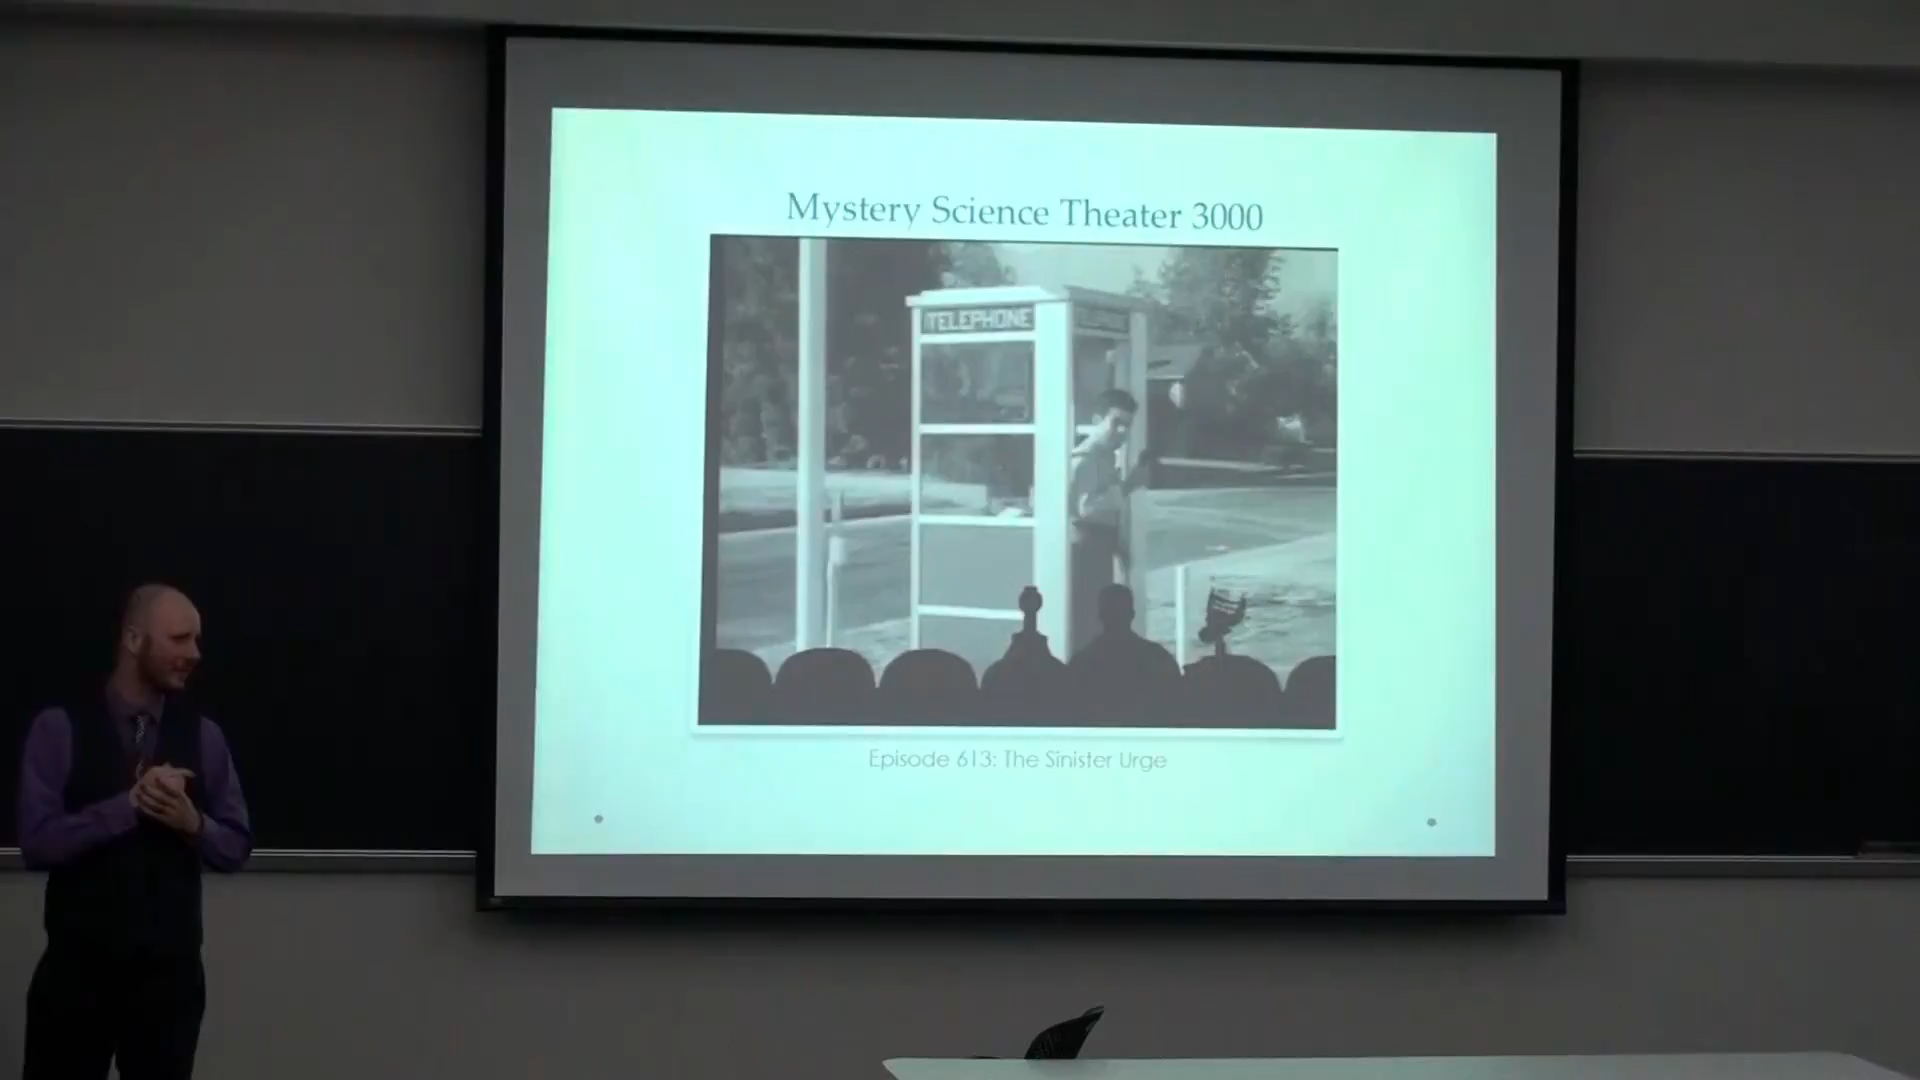 Mystery Science Theater 3000
TELEPHONE
Episode 613: The Sinister Urge